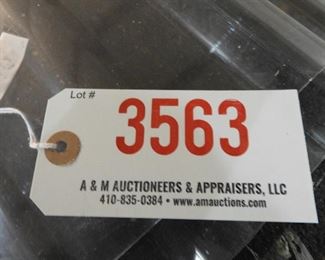 Lot #
3563
A & M AUCTIONEERS & APPRAISERS, LLC
410-835-0384 • www.amauctions.com